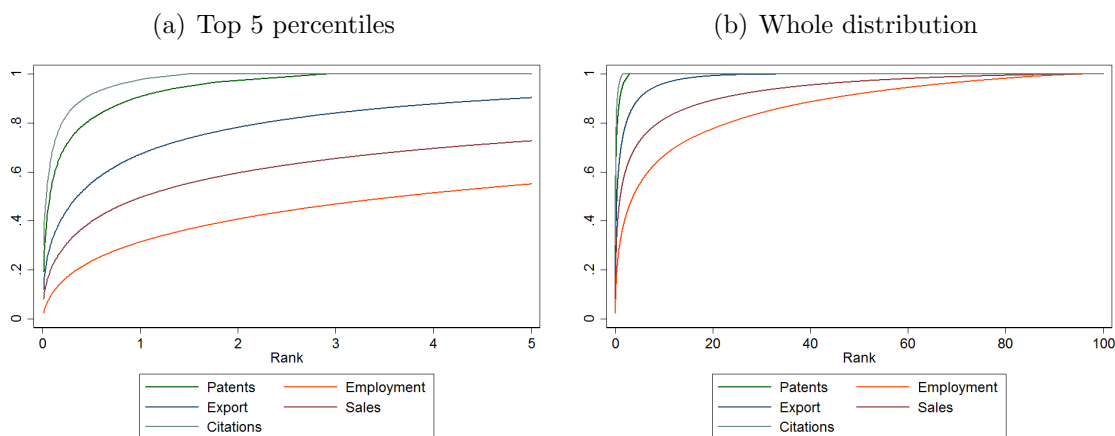 (a) Top 5 percentiles
1
.8
.6
.4
.2
0
0 1 2 3 4 5
Rank
Patents Employment
Export Sales
Citations
(b) Whole distribution
1
.8
.6
.4
.2
0
0 20 40 60 80 100
Rank
Patents Employment
Export Sales
Citations